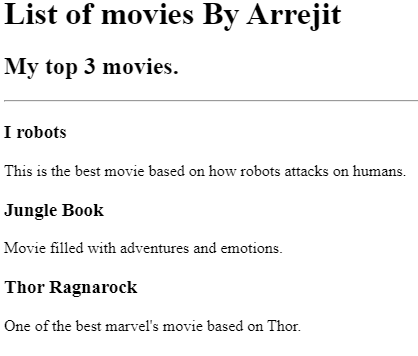 List of movies By Arrejit
My top 3 movies.
I robots
This is the best movie based on how robots attacks on humans.
Jungle Book
Movie filled with adventures and emotions.
Thor Ragnarock
One of the best marvel's movie based on Thor.